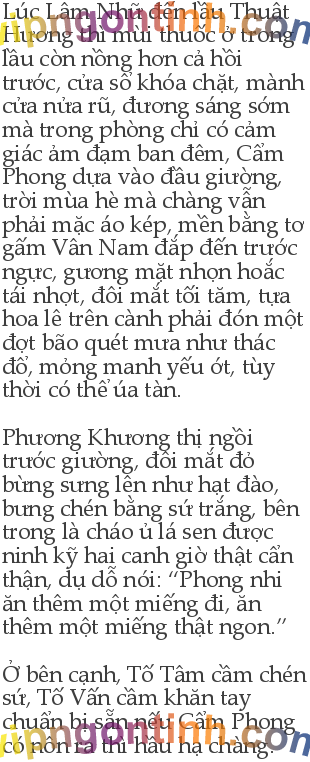 Lúc Lâm Nhữ đến lầu Thuật
Hương thì mùi thuốc ở trong
lầu còn nồng hơn cả hồi
trước, cửa sổ khóa chặt, mành
cửa nửa rũ, đương sáng sớm
mà trong phòng chỉ có cảm
giác ảm đạm ban đêm, Cẩm
Phong dựa vào đầu giường,
trời mùa hè mà chàng vẫn
phải mặc áo kép, mền bằng tơ
gấm Vân Nam đắp đến trước
ngực, gương mặt nhọn hoắc
tái nhợt, đôi mắt tối tăm, tựa
hoa lê trên cành phải đón một
đợt bão quét mưa như thác
đổ, mỏng manh yếu ớt, tùy
thời có thể úa tàn.
Phương Khương thị ngồi
trước giường, đôi mắt đỏ
bừng sưng lên như hạt đào,
bưng chén bằng sứ trắng, bên
trong là cháo ủ lá sen được
ninh kỹ hai canh giờ thật cẩn
thận, dụ dỗ nói: “Phong nhi
ăn thêm một miếng đi, ăn
thêm một miếng thật ngon.”
Ở bên cạnh, Tố Tâm cầm chén
sứ, Tố Vấn cầm khăn tay
chuẩn bị sẵn nếu Cẩm Phong
có nôn ra thì hầu hạ chàng.